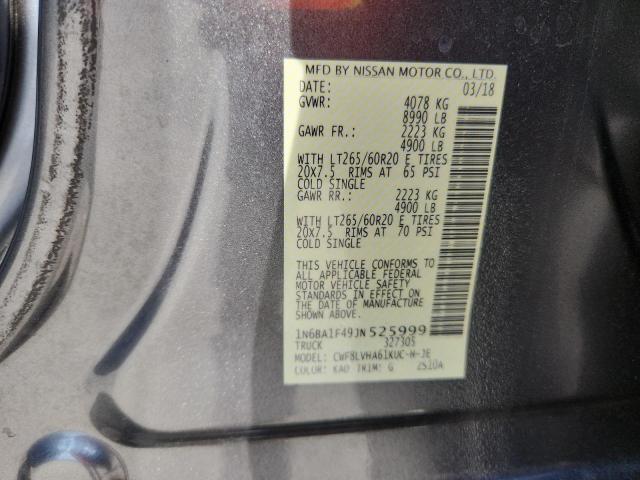 MFD BY NISSAN MOTOR CO., LTD.
DATE: 03/18
GVWR: 4078 KG
8990 LB
GAWR FR.: 2223 KG
4900 LB
WITH LT265/60R20 E TIRES
20X7.5 RIMS AT 65 PSI
COLD SINGLE
GAWR RR.: 2223 KG
4900 LB
WITH LT265/60R20 E TIRES
20X7.5 RIMS AT 70 PSI
COLD SINGLE
THIS VEHICLE CONFORMS TO
ALL APPLICABLE FEDERAL
MOTOR VEHICLE SAFETY
STANDARDS IN EFFECT ON
THE DATE OF MANUFACTURE
SHOWN ABOVE.
1N6BA1F49JN525999
TRUCK 327305
MODEL: CWF8LVHA61KUC-N-JE
COLOR: KAD TRIM: G 2S10A